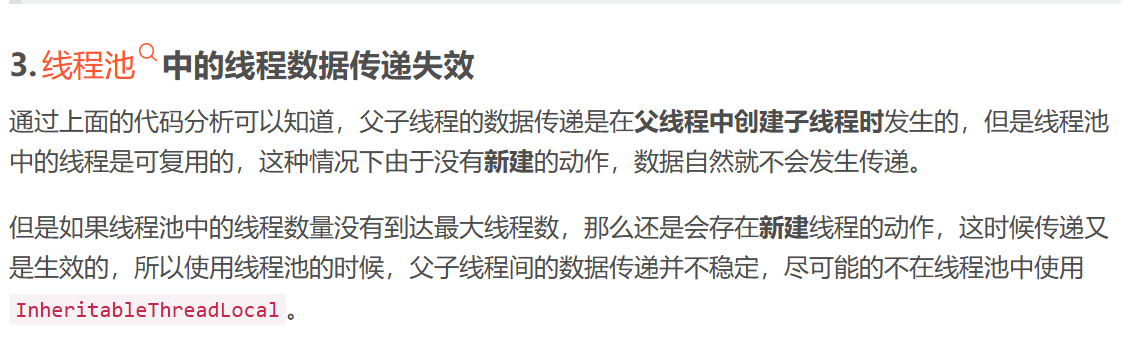 3.线程池中的线程数据传递失效
通过上面的代码分析可以知道，父子线程的数据传递是在父线程中创建子线程时发生的，但是线程池
中的线程是可复用的，这种情况下由于没有新建的动作，数据自然就不会发生传递。
但是如果线程池中的线程数量没有到达最大线程数，那么还是会存在新建线程的动作，这时候传递又
是生效的，所以使用线程池的时候，父子线程间的数据传递并不稳定，尽可能的不在线程池中使用
InheritableThreadLocal。